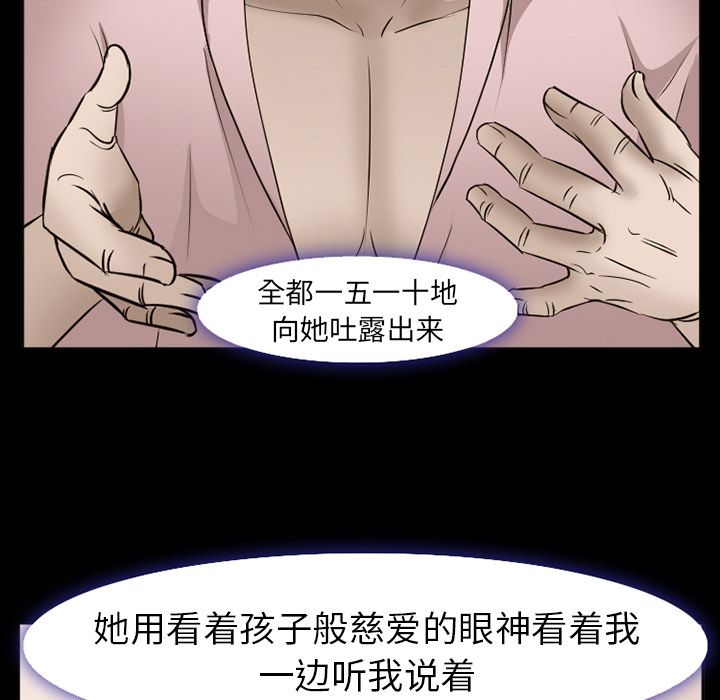 全都一五一十地
向她吐露出来
她用看着孩子般慈爱的眼神看着我
一边听我说着